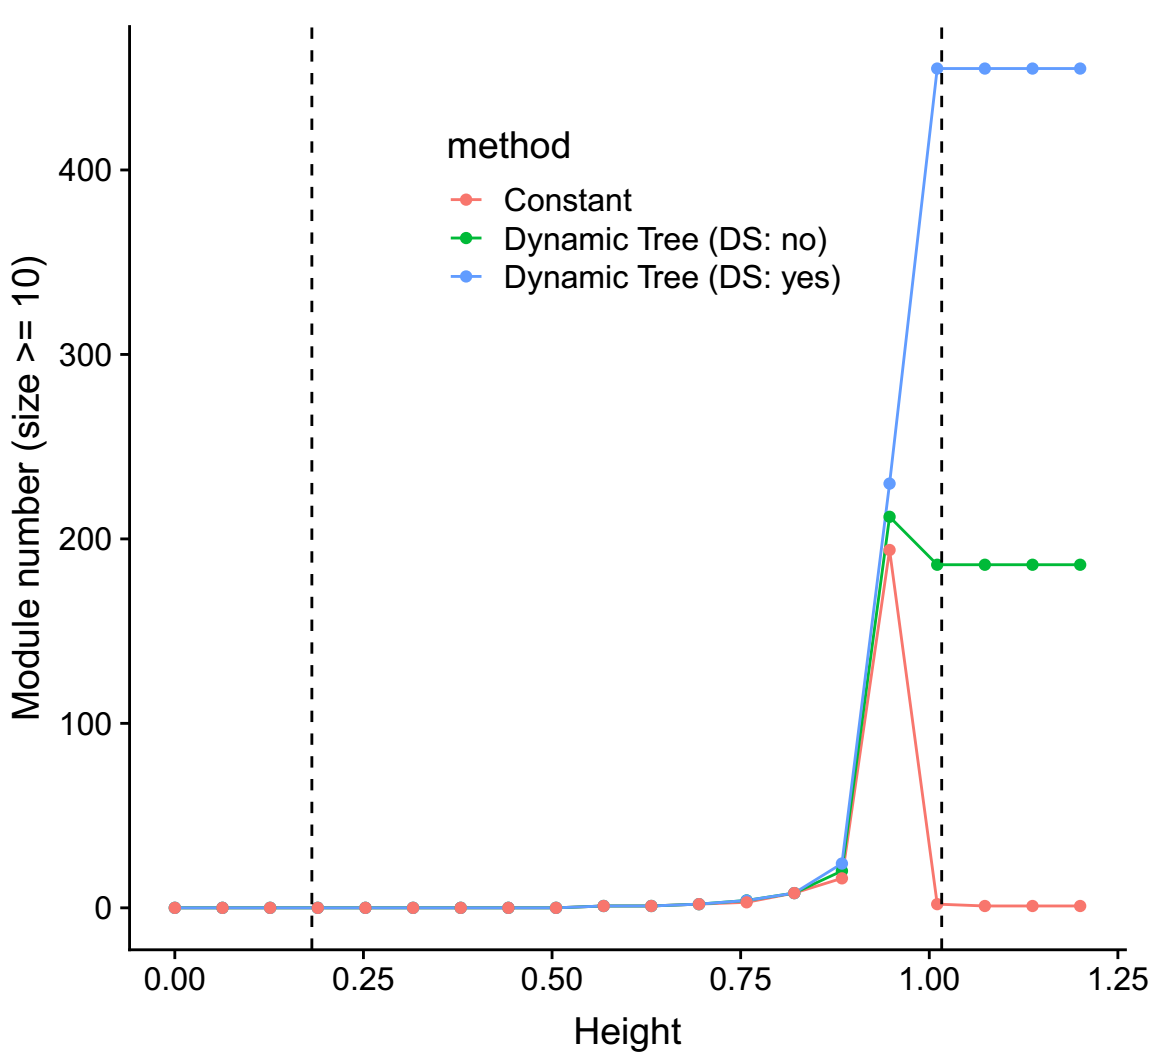 method
Constant
Dynamic Tree (DS: no)
Dynamic Tree (DS: yes)
Module number (size >= 10)
400
300
200
100
0
0.00 0.25 0.50 0.75 1.00 1.25
Height